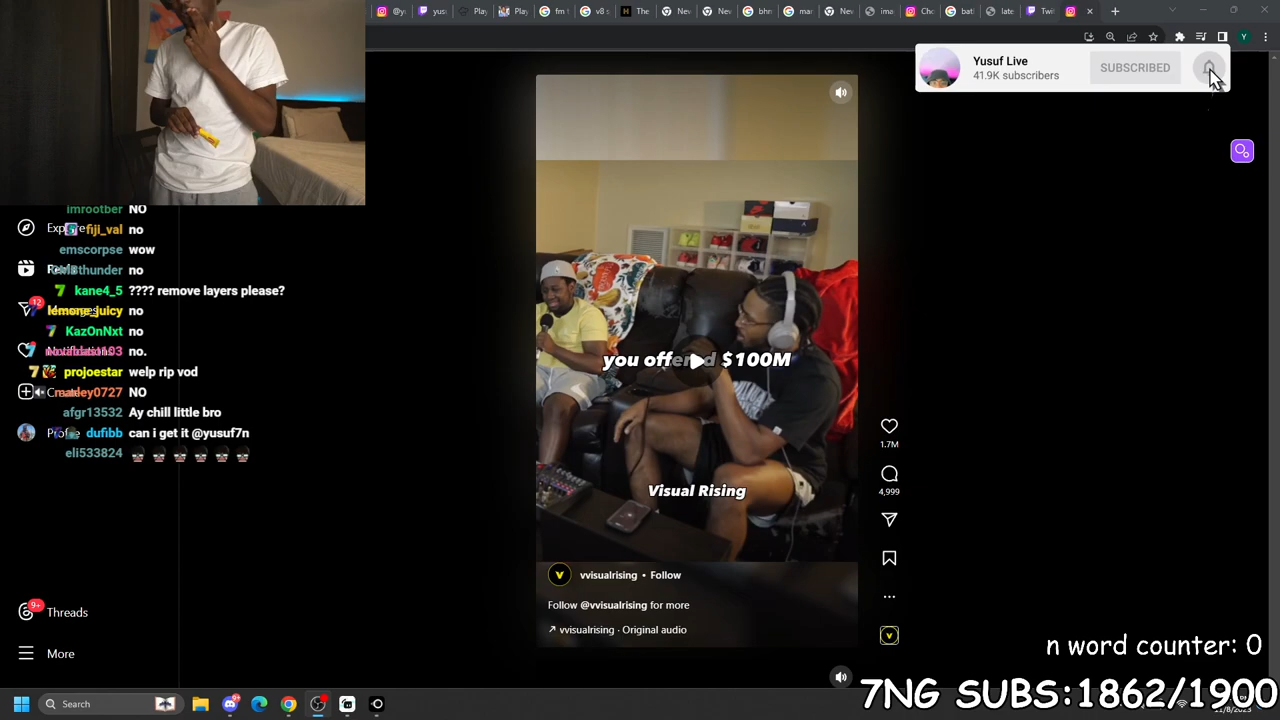 Yusuf Live
41.9K subscribers
SUBSCRIBED
imrootber NO
fiji_val no
emscorpse wow
no
kane4_5 ???? remove layers please?
lemone_juicy no
KazOnNxt no
no.
projoestar welp rip vod
NO
afgr13532 Ay chill little bro
dufibb can i get it @yusuf7n
eli533824
12
Threads
9+
More
you offered $100M
Visual Rising
1.7M
4,999
vvisualrising • Follow
Follow @vvisualrising for more
vvisualrising · Original audio
n word counter: 0
7NG SUBS:1862/1900
Search